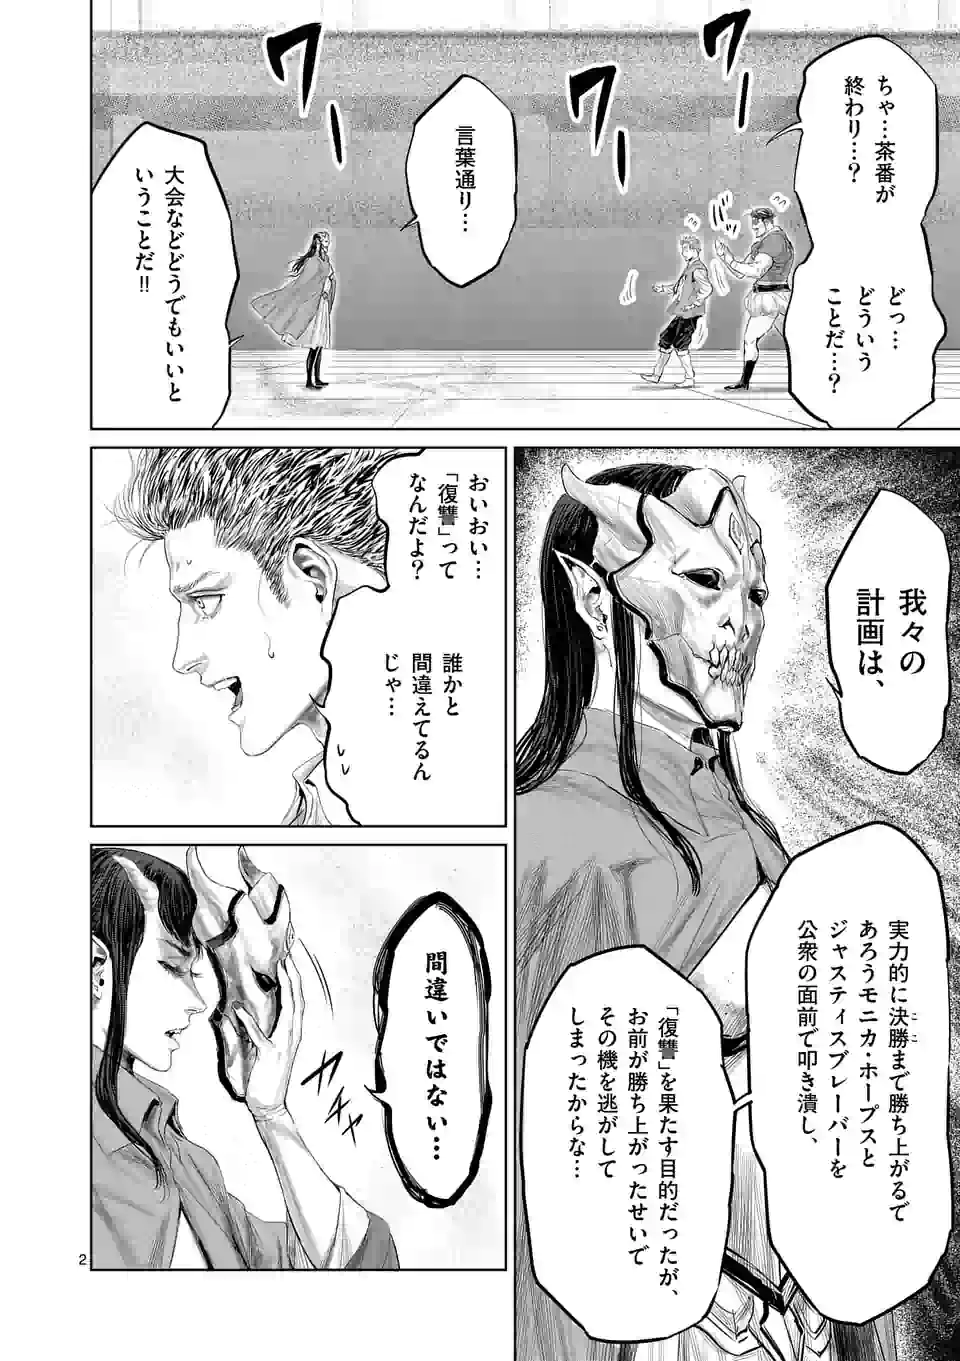 ちゃ…茶番が
終わり…?
どっ…
どういう
ことだ…?
ワー
ワー
ワー
言葉通り…
大会などどうでもいいと
いうことだ!!
我々の
計画は、
実力的に決勝まで勝ち上がるで
ここ
あろうモニカ・ホープスと
ジャスティスブレーバーを
公衆の面前で叩き潰し、
「復讐」を果たす目的だったが、
お前が勝ち上がったせいで
その機を逃がして
しまったからな…
おいおい…
「復讐」って
なんだよ?
誰かと
間違えてるん
じゃ…
間違いではない…
2